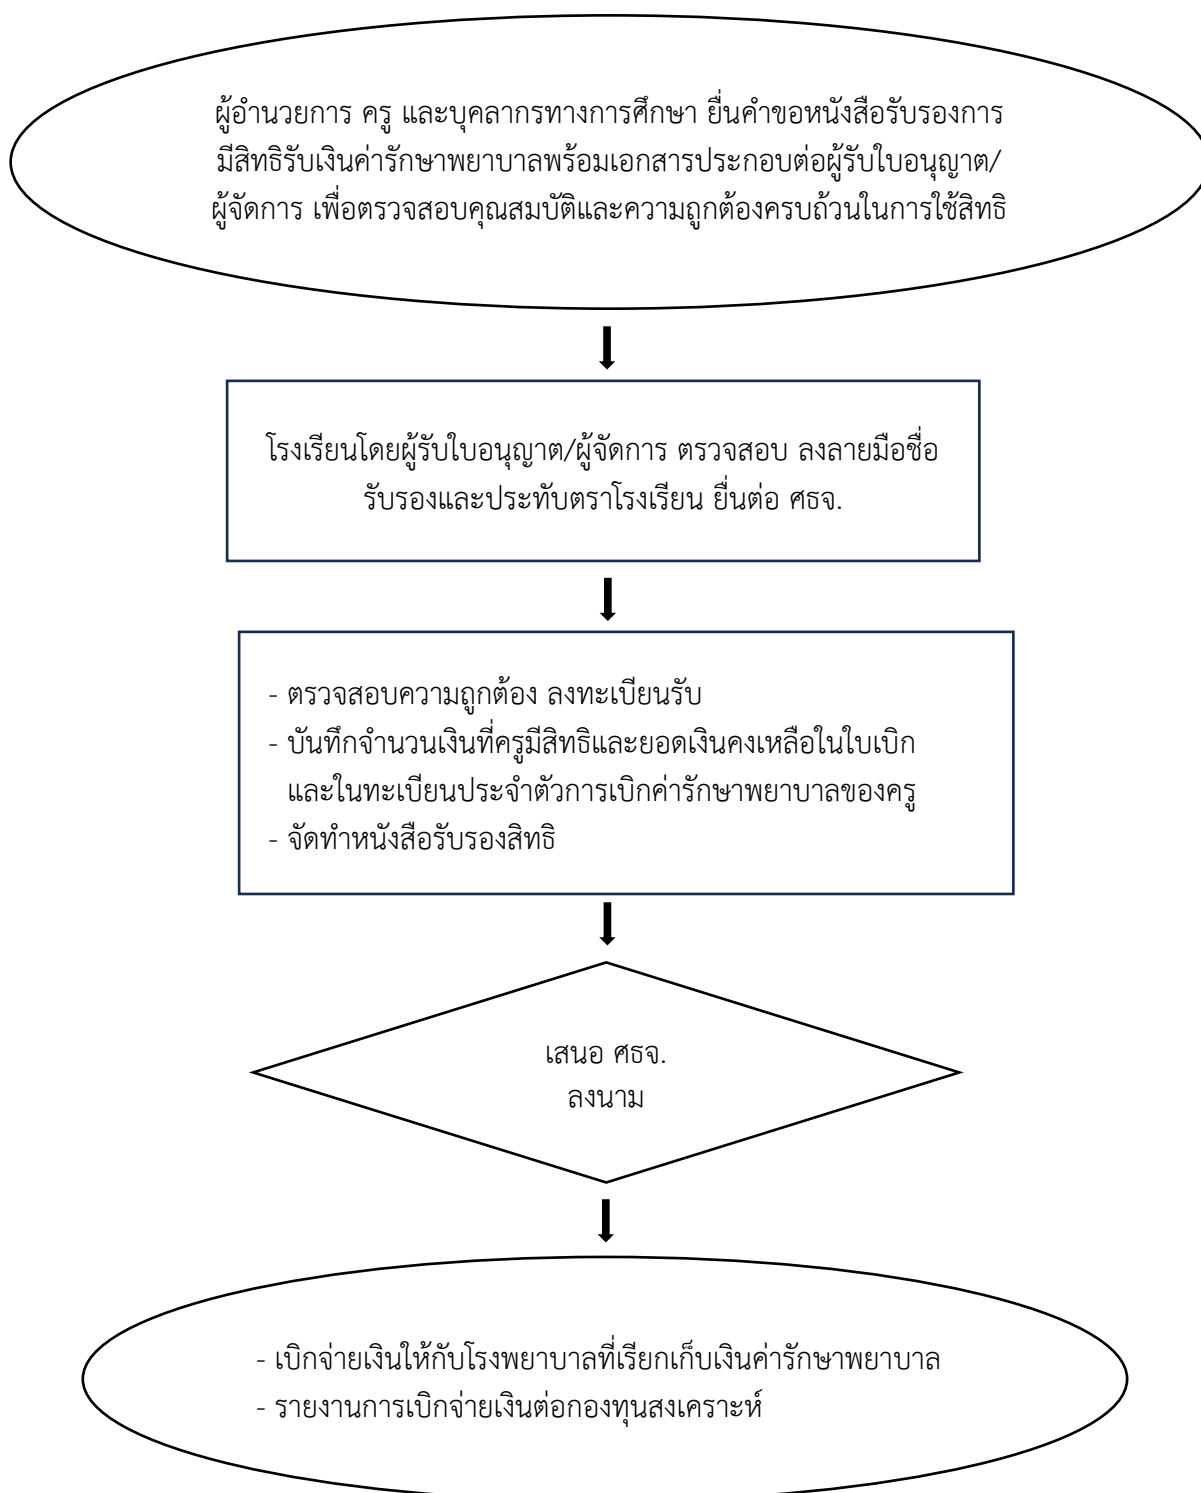 ผู้อำนวยการ ครู และบุคลากรทางการศึกษา ยื่นคำขอหนังสือรับรองการ
มีสิทธิรับเงินค่ารักษาพยาบาลพร้อมเอกสารประกอบต่อผู้รับใบอนุญาต/
ผู้จัดการ เพื่อตรวจสอบคุณสมบัติและความถูกต้องครบถ้วนในการใช้สิทธิ
โรงเรียนโดยผู้รับใบอนุญาต/ผู้จัดการ ตรวจสอบ ลงลายมือชื่อ
รับรองและประทับตราโรงเรียน ยื่นต่อ ศธจ.
- ตรวจสอบความถูกต้อง ลงทะเบียนรับ
- บันทึกจำนวนเงินที่ครูมีสิทธิและยอดเงินคงเหลือในใบเบิก
และในทะเบียนประจำตัวการเบิกค่ารักษาพยาบาลของครู
- จัดทำหนังสือรับรองสิทธิ
เสนอ ศธจ.
ลงนาม
- เบิกจ่ายเงินให้กับโรงพยาบาลที่เรียกเก็บเงินค่ารักษาพยาบาล
- รายงานการเบิกจ่ายเงินต่อกองทุนสงเคราะห์